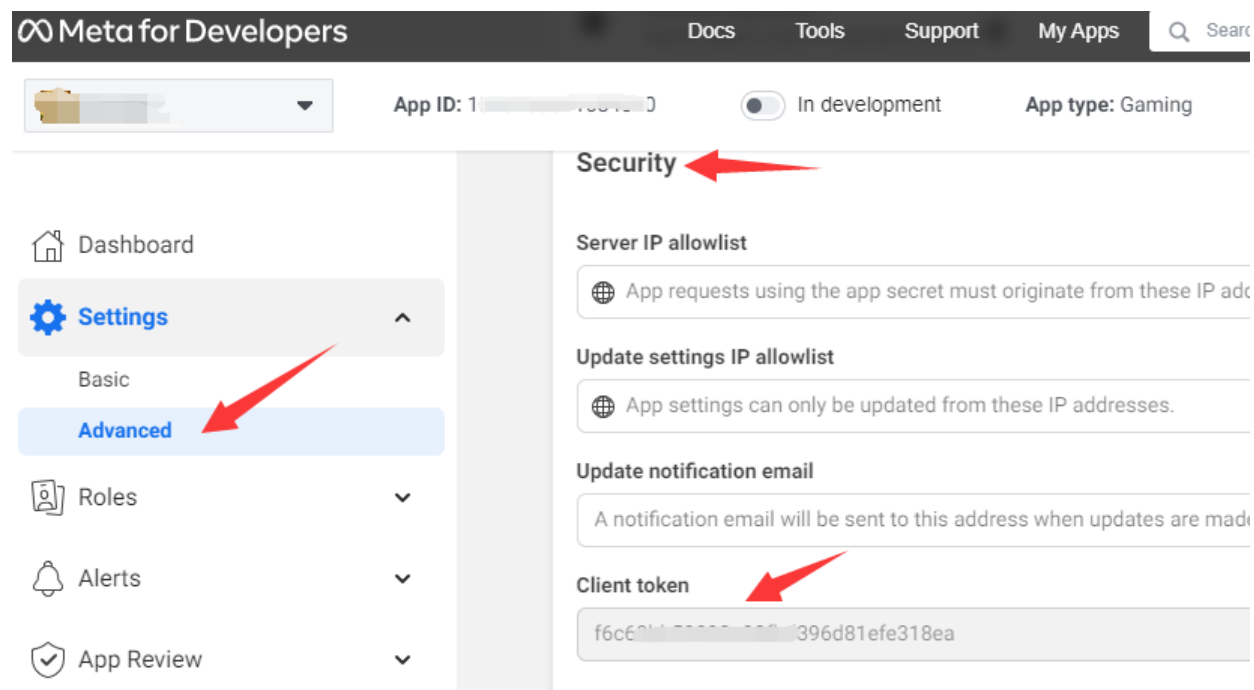 Meta for Developers Docs Tools Support My Apps Searc
App ID: 1 0 In development App type: Gaming
Security
Dashboard
Server IP allowlist
App requests using the app secret must originate from these IP add
Settings
Update settings IP allowlist
Basic
App settings can only be updated from these IP addresses.
Advanced
Update notification email
Roles
A notification email will be sent to this address when updates are made
Alerts
Client token
f6c6 396d81efe318ea
App Review